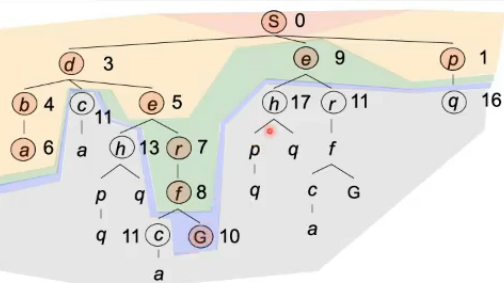 S 0
d 3 e 9 p 1
b 4 c 11 e 5 h 17 r 11 q 16
a 6 a h 13 r 7 p q f
p q f 8 q c G
q 11 c G 10 a
a